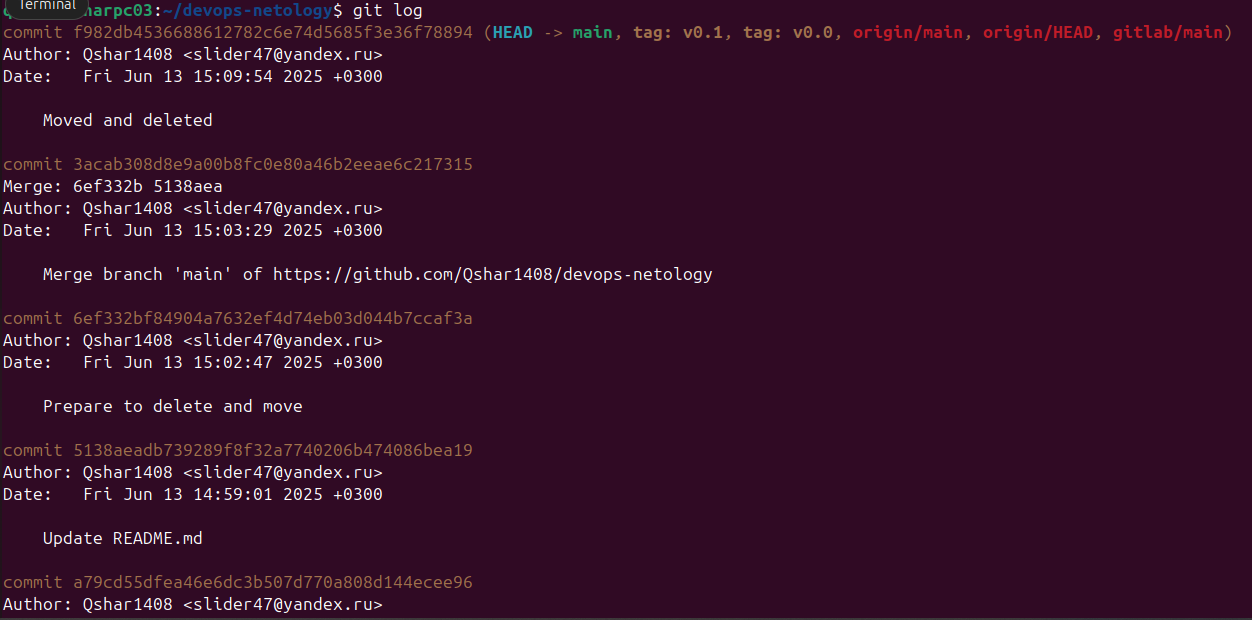 Terminal
harpc03:~/devops-netology$ git log
commit f982db4536688612782c6e74d5685f3e36f78894 (HEAD -> main, tag: v0.1, tag: v0.0, origin/main, origin/HEAD, gitlab/main)
Author: Qshar1408 <slider47@yandex.ru>
Date:   Fri Jun 13 15:09:54 2025 +0300
Moved and deleted
commit 3acab308d8e9a00b8fc0e80a46b2eeae6c217315
Merge: 6ef332b 5138aea
Author: Qshar1408 <slider47@yandex.ru>
Date:   Fri Jun 13 15:03:29 2025 +0300
Merge branch 'main' of https://github.com/Qshar1408/devops-netology
commit 6ef332bf84904a7632ef4d74eb03d044b7ccaf3a
Author: Qshar1408 <slider47@yandex.ru>
Date:   Fri Jun 13 15:02:47 2025 +0300
Prepare to delete and move
commit 5138aeadb739289f8f32a7740206b474086bea19
Author: Qshar1408 <slider47@yandex.ru>
Date:   Fri Jun 13 14:59:01 2025 +0300
Update README.md
commit a79cd55dfea46e6dc3b507d770a808d144ecee96
Author: Qshar1408 <slider47@yandex.ru>